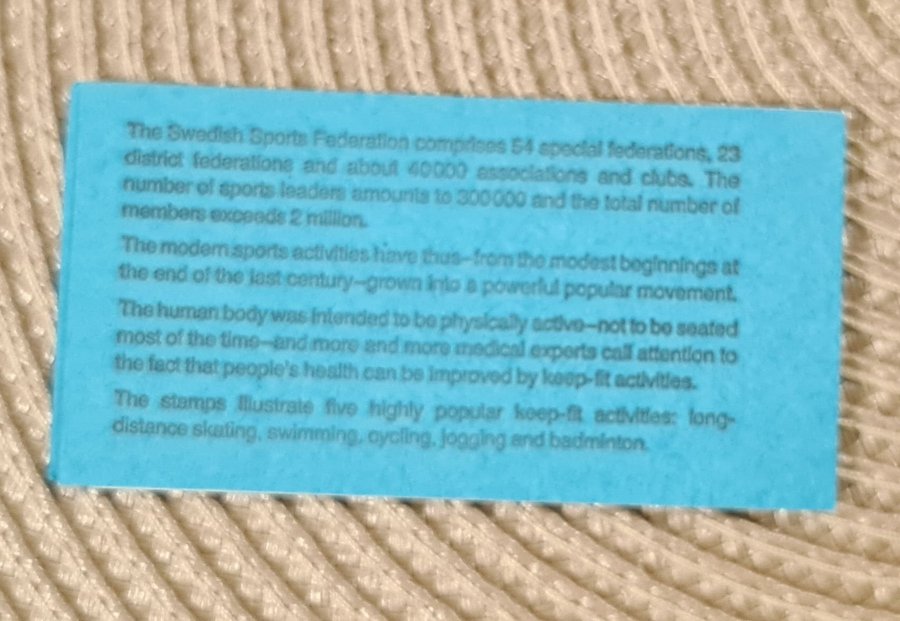 The Swedish Sports Federation comprises 54 special federations, 23
district federations and about 40 000 associations and clubs. The
number of sports leaders amounts to 300 000 and the total number of
members exceeds 2 million.
The modern sports activities have thus–from the modest beginnings at
the end of the last century–grown into a powerful popular movement.
The human body was intended to be physically active–not to be seated
most of the time–and more and more medical experts call attention to
the fact that people's health can be improved by keep-fit activities.
The stamps illustrate five highly popular keep-fit activities: long-
distance skating, swimming, cycling, jogging and badminton.